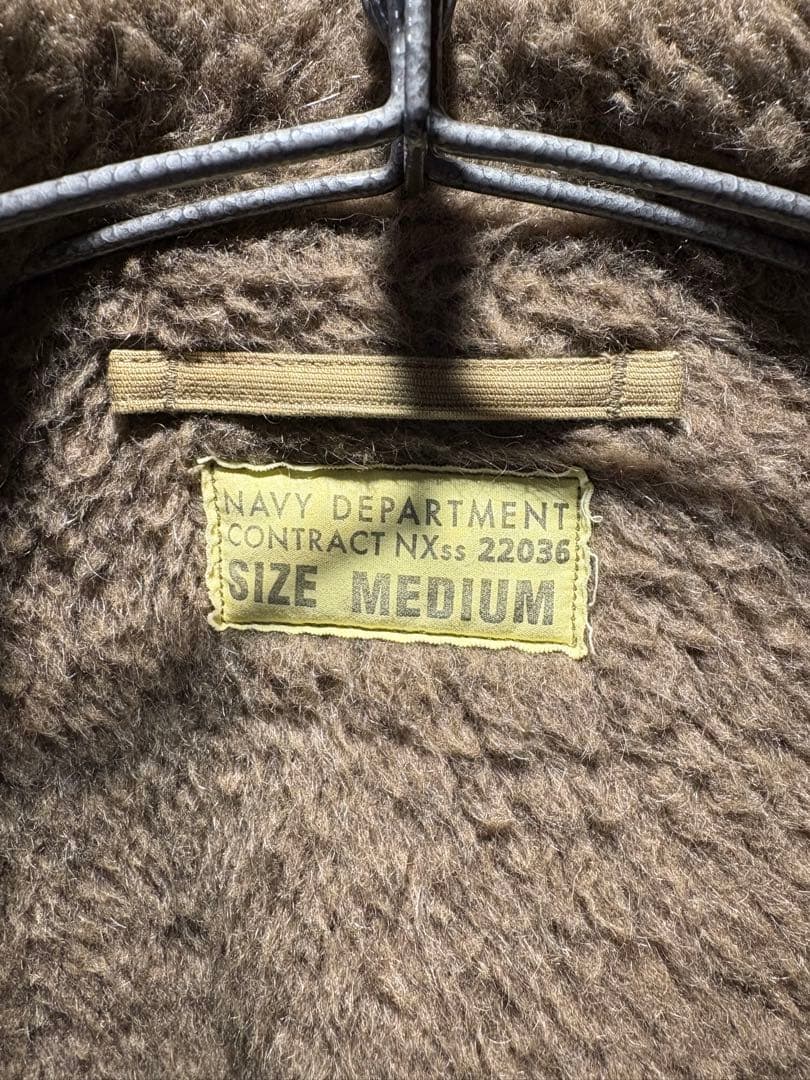 NAVY DEPARTMENT
CONTRACT NXss 22036
SIZE MEDIUM